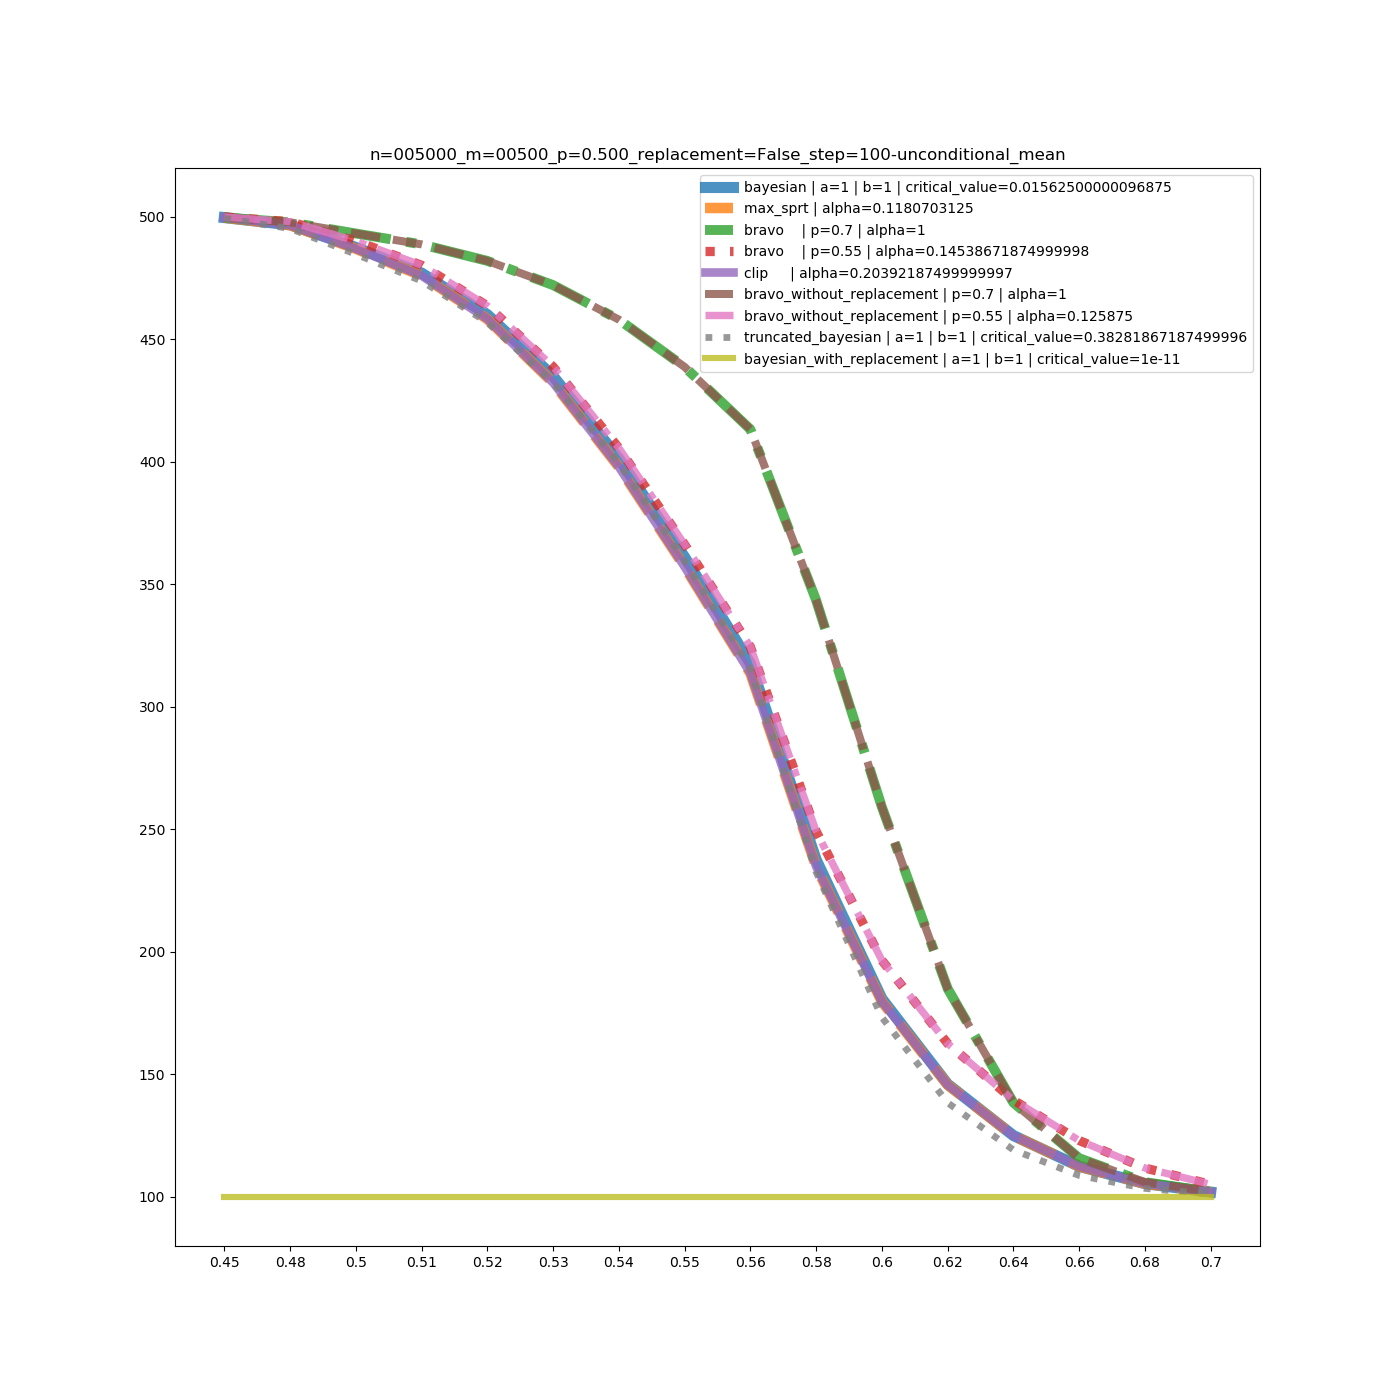 n=005000_m=00500_p=0.500_replacement=False_step=100-unconditional_mean
bayesian | a=1 | b=1 | critical_value=0.01562500000096875
max_sprt | alpha=0.1180703125
bravo    | p=0.7 | alpha=1
bravo    | p=0.55 | alpha=0.14538671874999998
clip     | alpha=0.20392187499999997
bravo_without_replacement | p=0.7 | alpha=1
bravo_without_replacement | p=0.55 | alpha=0.125875
truncated_bayesian | a=1 | b=1 | critical_value=0.38281867187499996
bayesian_with_replacement | a=1 | b=1 | critical_value=1e-11
500
450
400
350
300
250
200
150
100
0.45 0.48 0.5 0.51 0.52 0.53 0.54 0.55 0.56 0.58 0.6 0.62 0.64 0.66 0.68 0.7